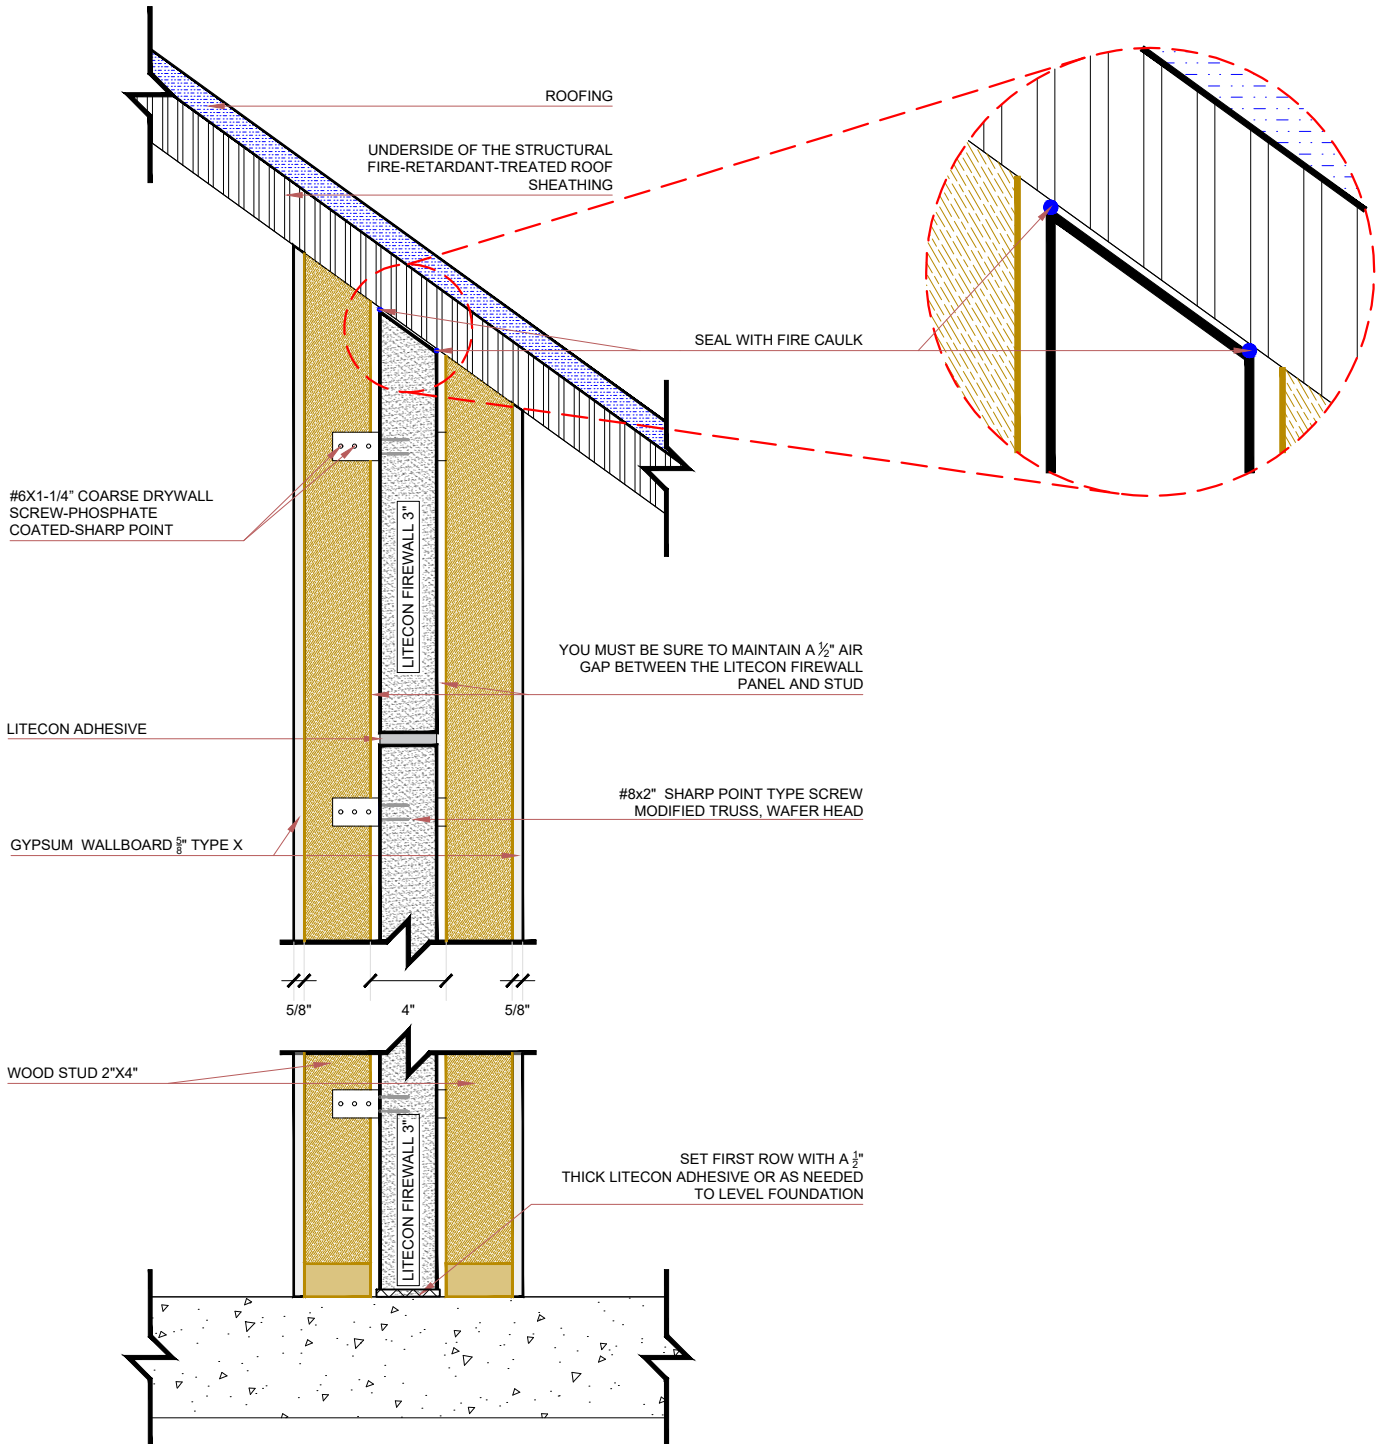 ROOFING
UNDERSIDE OF THE STRUCTURAL
FIRE-RETARDANT-TREATED ROOF
SHEATHING
SEAL WITH FIRE CAULK
#6X1-1/4” COARSE DRYWALL
SCREW-PHOSPHATE
COATED-SHARP POINT
LITECON FIREWALL 3"
YOU MUST BE SURE TO MAINTAIN A ½" AIR
GAP BETWEEN THE LITECON FIREWALL
PANEL AND STUD
LITECON ADHESIVE
#8x2" SHARP POINT TYPE SCREW
MODIFIED TRUSS, WAFER HEAD
GYPSUM WALLBOARD ⅝" TYPE X
5/8"
4"
5/8"
WOOD STUD 2"X4"
LITECON FIREWALL 3"
SET FIRST ROW WITH A ½"
THICK LITECON ADHESIVE OR AS NEEDED
TO LEVEL FOUNDATION